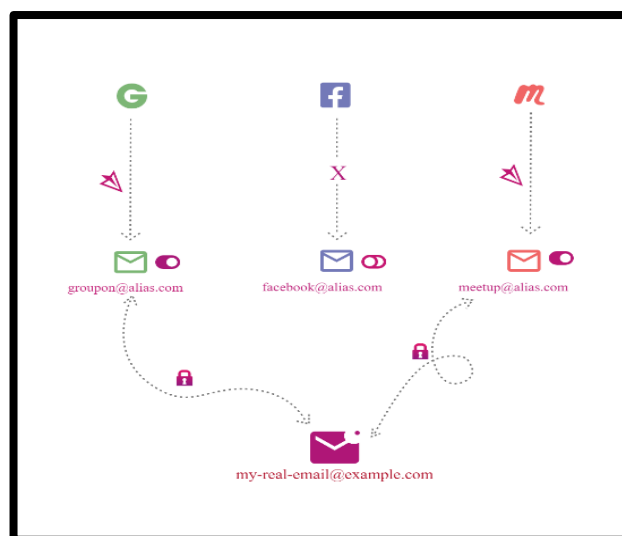 X
groupon@alias.com
facebook@alias.com
meetup@alias.com
my-real-email@example.com